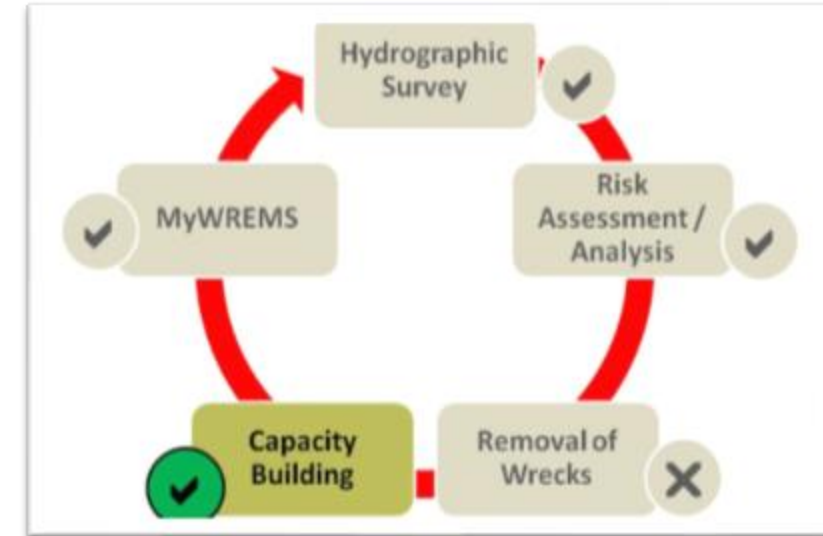 Hydrographic
Survey
Risk
Assessment /
Analysis
Removal of
Wrecks
Capacity
Building
MyWREMS